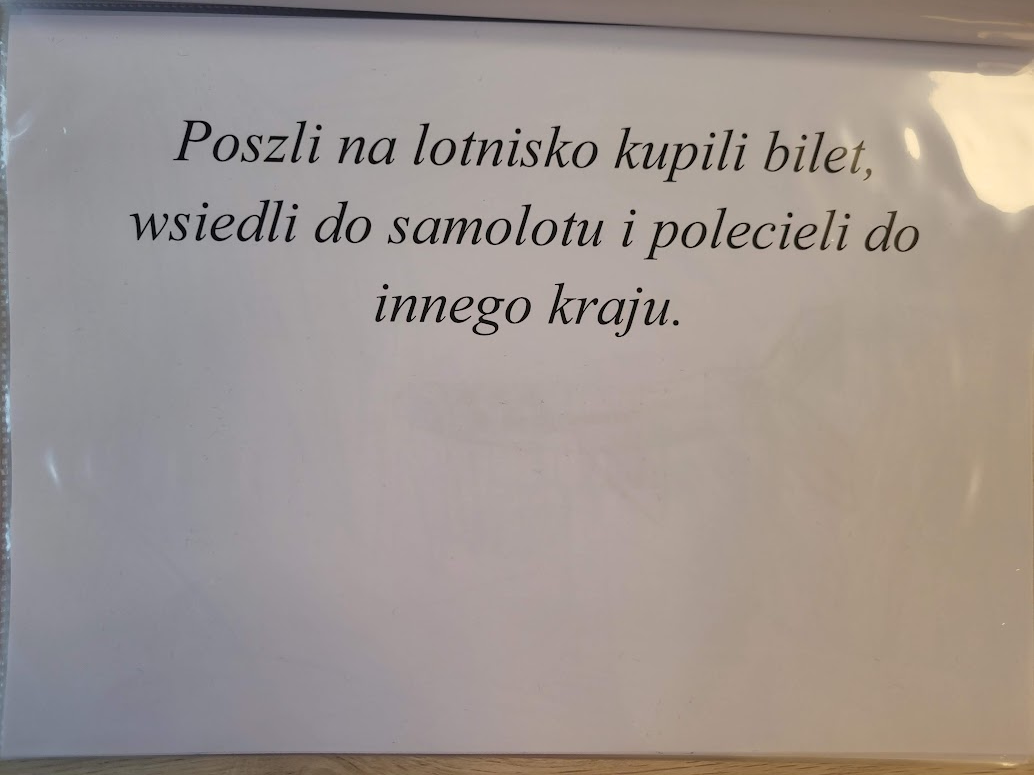 Poszli na lotnisko kupili bilet,
wsiedli do samolotu i polecieli do
innego kraju.